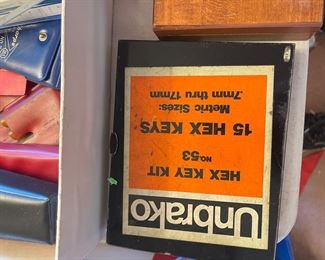 Unbrako
HEX KEY KIT
NO. 53
15 HEX KEYS
Metric Sizes:
.7mm thru 17mm